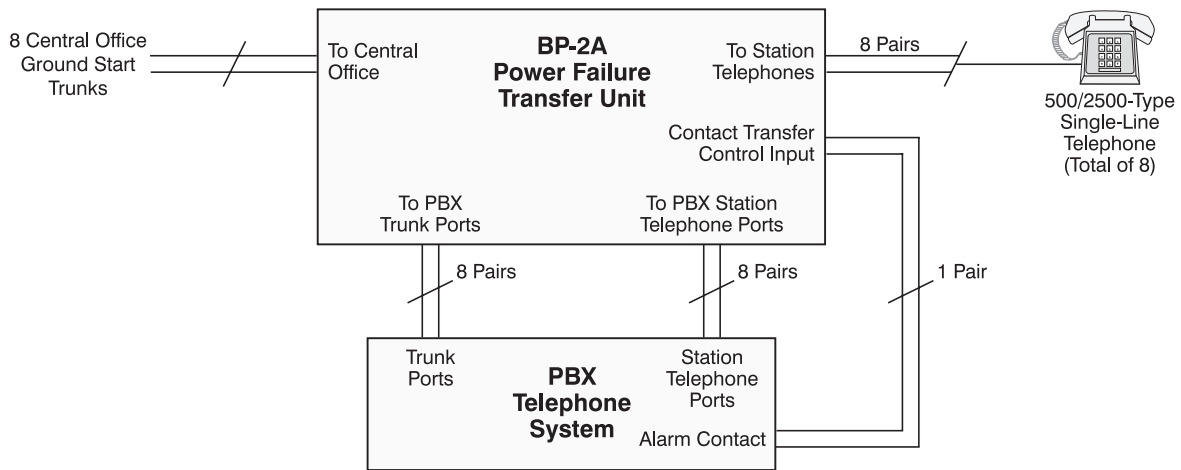 8 Central Office
Ground Start
Trunks
To Central
Office
BP-2A
Power Failure
Transfer Unit
To Station
Telephones
8 Pairs
500/2500-Type
Single-Line
Telephone
(Total of 8)
Contact Transfer
Control Input
To PBX
Trunk Ports
To PBX Station
Telephone Ports
8 Pairs
8 Pairs
1 Pair
Trunk
Ports
PBX
Telephone
System
Station
Telephone
Ports
Alarm Contact